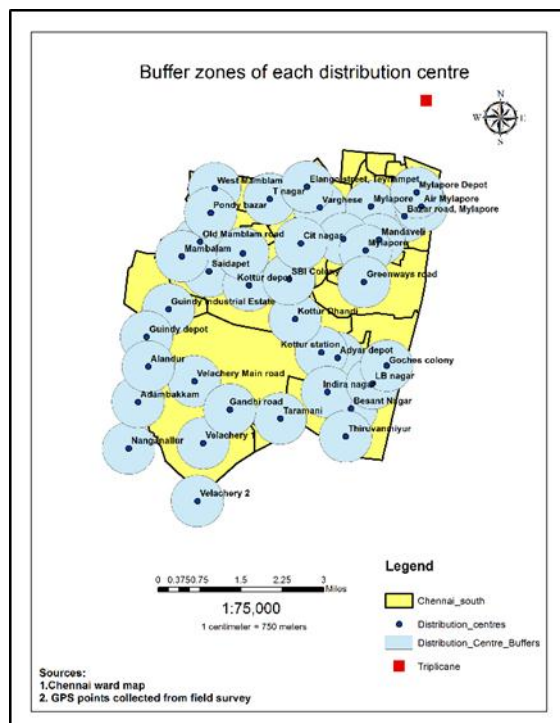 Buffer zones of each distribution centre
N
W E
S
West Mamblam
Elango street, Teynampet
Mylapore Depot
T nagar
Pondy bazar
Varghese
Mylapore
Air Mylapore
Bazar road, Mylapore
Old Mamblam road
Cit nagar
Mandaveli
Mylapore
Mambalam
Saidapet
Kottur depot
SBI Colony
Greenways road
Guindy Industrial Estate
Kottur Dhandi
Guindy depot
Kottur station
Adyar depot
Goches colony
Alandur
LB nagar
Velachery Main road
Indira nagar
Adambakkam
Gandhi road
Besant Nagar
Taramani
Thiruvanmiyur
Nanganallur
Velachery 1
Velachery 2
Legend
0 0.375 0.75 1.5 2.25 3
Miles
Chennai_south
1:75,000
Distribution_centres
1 centimeter = 750 meters
Distribution_Centre_Buffers
Triplicane
Sources:
1.Chennai ward map
2. GPS points collected from field survey